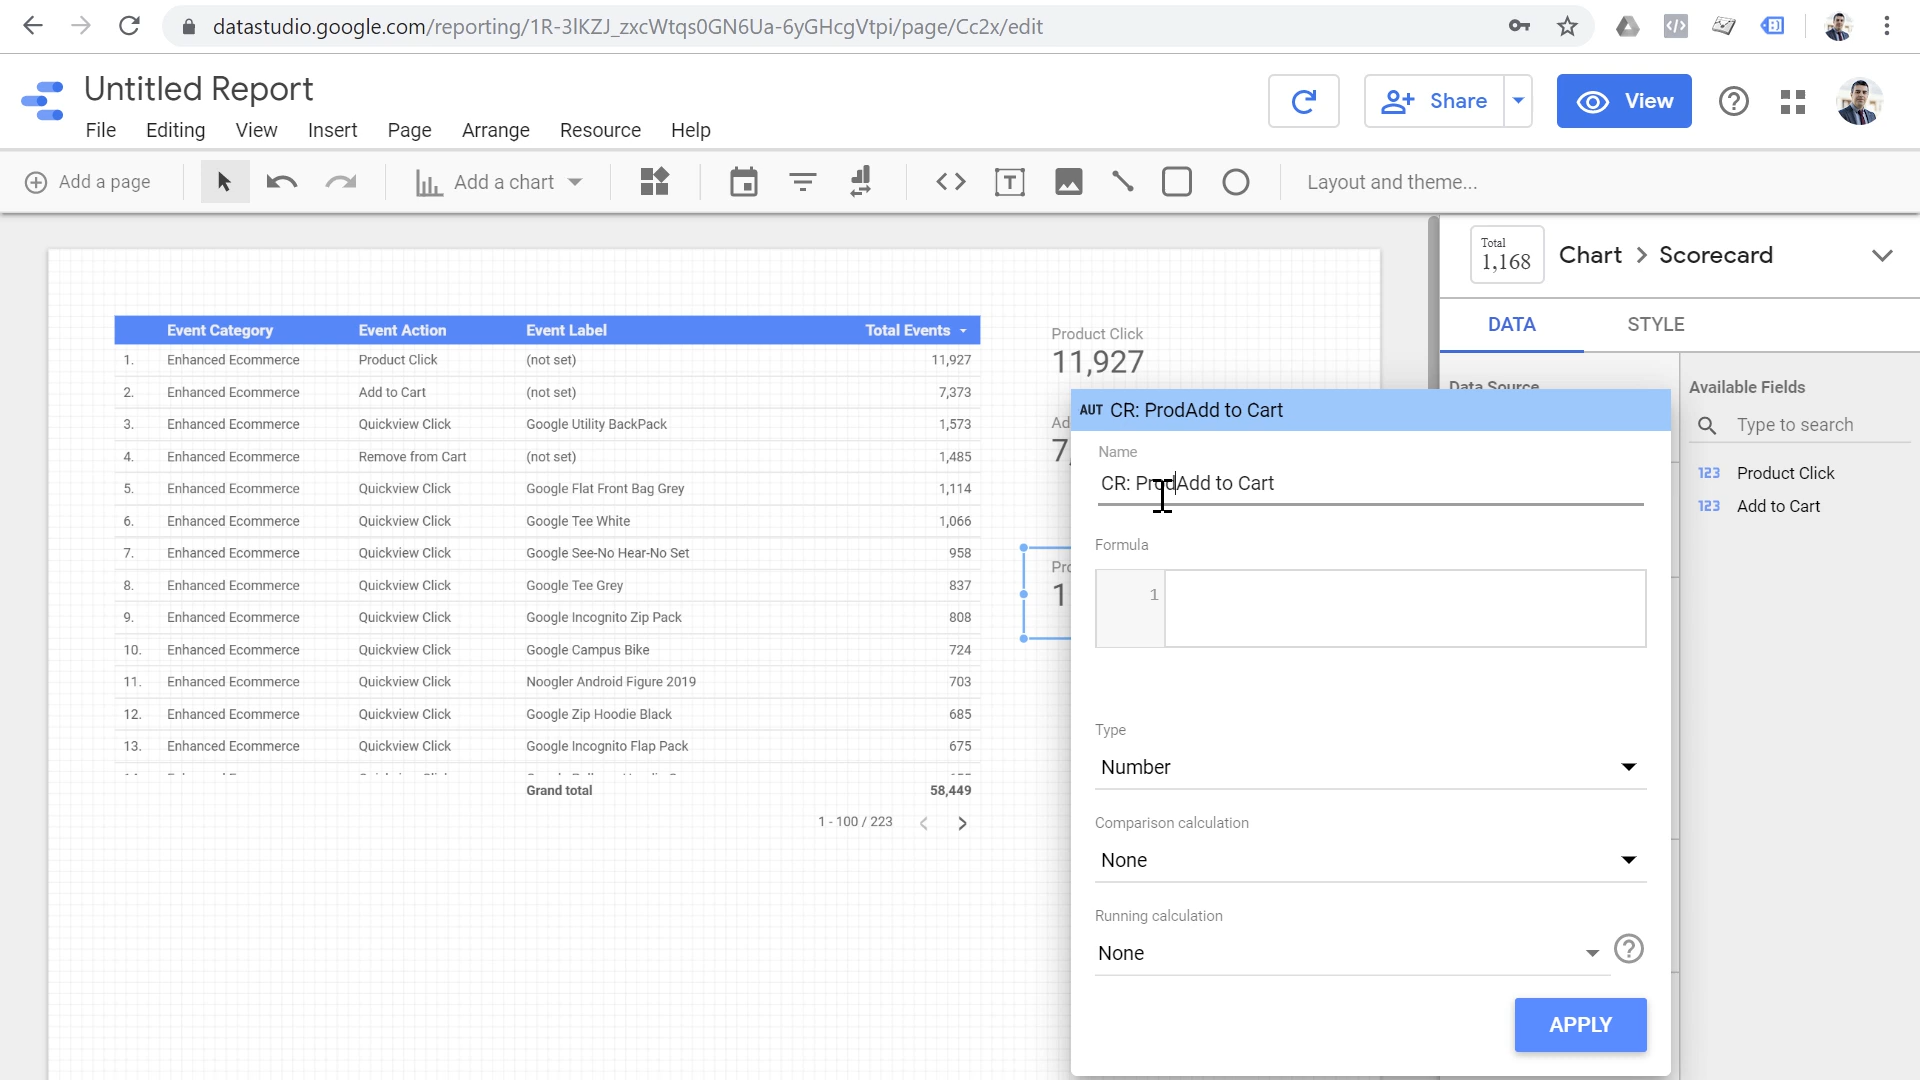 datastudio.google.com/reporting/1R-3lKZJ_zxcWtqs0GN6Ua-6yGHcgVtpi/page/Cc2x/edit
Untitled Report
File Editing View Insert Page Arrange Resource Help
Share
View
Add a page
Add a chart
Layout and theme...
Total
1,168
Chart > Scorecard
DATA STYLE
Data Source
Available Fields
Type to search
123 Product Click
123 Add to Cart
Event Category Event Action Event Label Total Events
1. Enhanced Ecommerce Product Click (not set) 11,927
2. Enhanced Ecommerce Add to Cart (not set) 7,373
3. Enhanced Ecommerce Quickview Click Google Utility BackPack 1,573
4. Enhanced Ecommerce Remove from Cart (not set) 1,485
5. Enhanced Ecommerce Quickview Click Google Flat Front Bag Grey 1,114
6. Enhanced Ecommerce Quickview Click Google Tee White 1,066
7. Enhanced Ecommerce Quickview Click Google See-No Hear-No Set 958
8. Enhanced Ecommerce Quickview Click Google Tee Grey 837
9. Enhanced Ecommerce Quickview Click Google Incognito Zip Pack 808
10. Enhanced Ecommerce Quickview Click Google Campus Bike 724
11. Enhanced Ecommerce Quickview Click Noogler Android Figure 2019 703
12. Enhanced Ecommerce Quickview Click Google Zip Hoodie Black 685
13. Enhanced Ecommerce Quickview Click Google Incognito Flap Pack 675
Grand total 58,449
1 - 100 / 223
Product Click
11,927
Ad
7,
Pro
1
AUT CR: ProdAdd to Cart
Name
CR: ProdAdd to Cart
Formula
1
Type
Number
Comparison calculation
None
Running calculation
None
APPLY